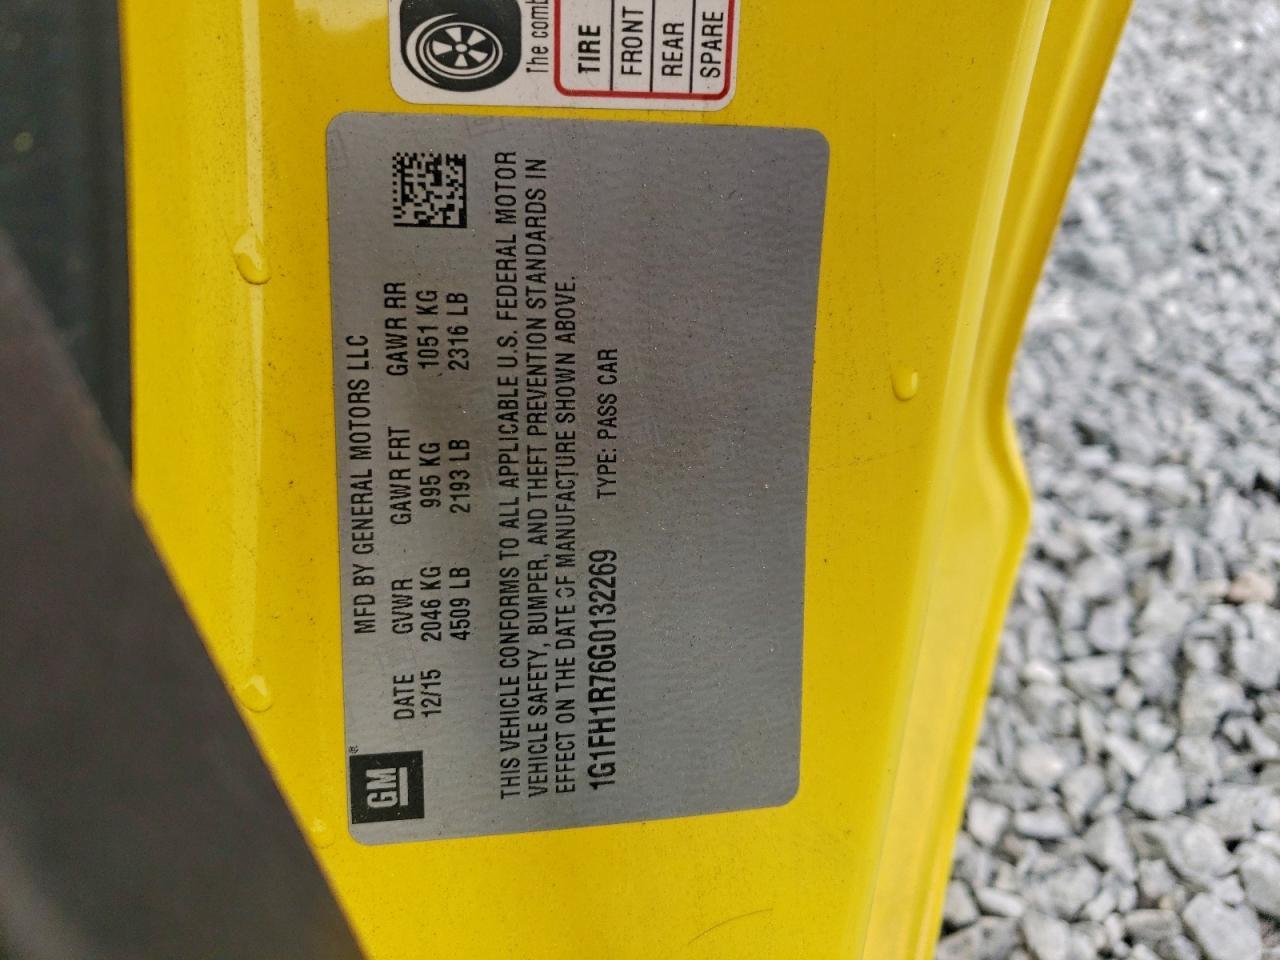 The comb
TIRE
FRONT
REAR
SPARE
GM®
MFD BY GENERAL MOTORS LLC
DATE GVWR GAWR FRT GAWR RR
12/15 2046 KG 995 KG 1051 KG
4509 LB 2193 LB 2316 LB
THIS VEHICLE CONFORMS TO ALL APPLICABLE U.S. FEDERAL MOTOR
VEHICLE SAFETY, BUMPER, AND THEFT PREVENTION STANDARDS IN
EFFECT ON THE DATE OF MANUFACTURE SHOWN ABOVE.
1G1FH1R76G0132269 TYPE: PASS CAR